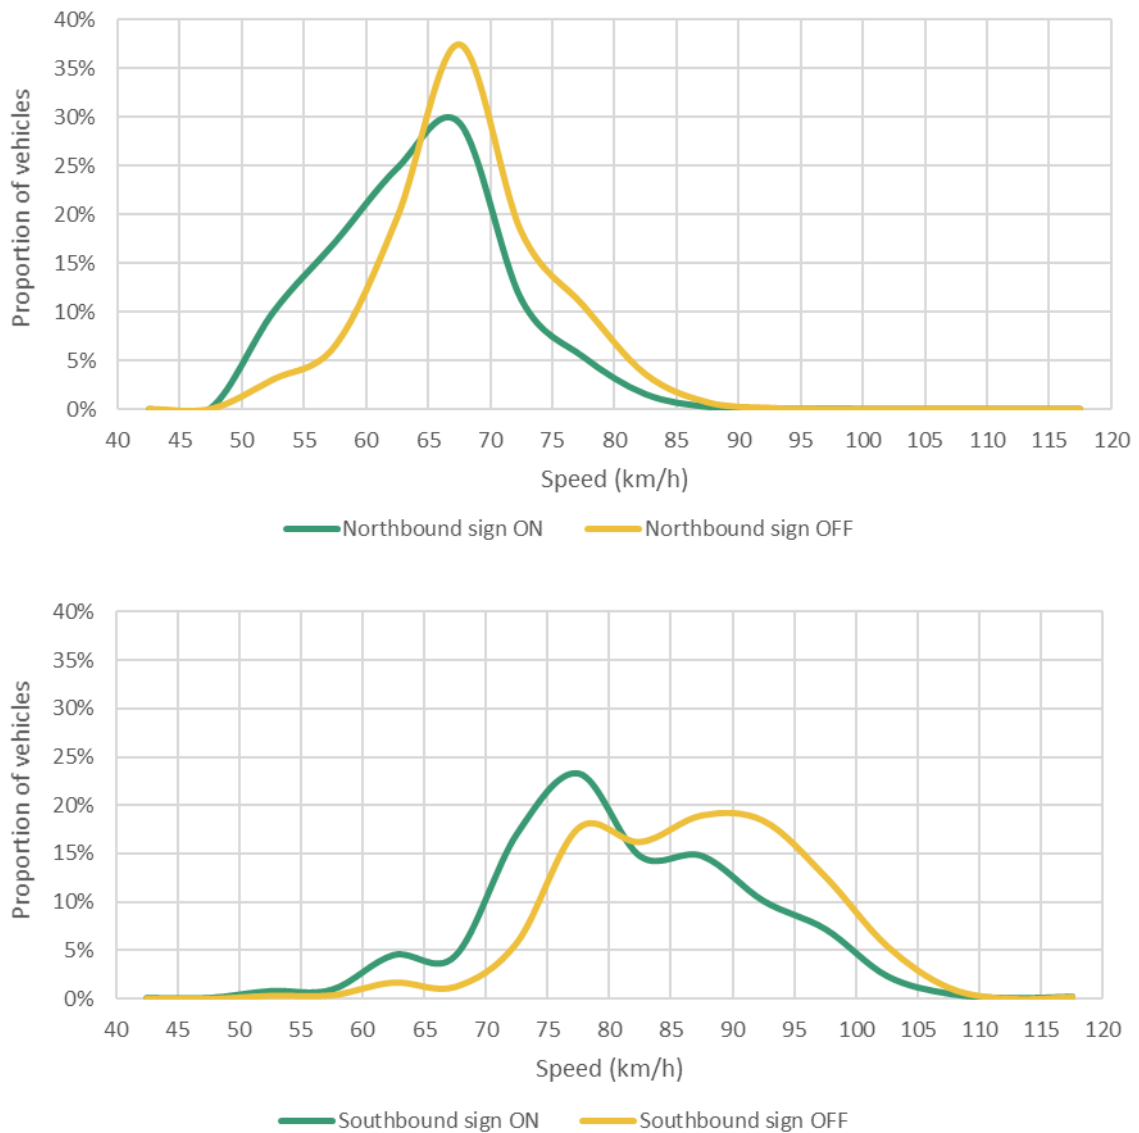 40%
35%
30%
25%
20%
15%
10%
5%
0%
Proportion of vehicles
40 45 50 55 60 65 70 75 80 85 90 95 100 105 110 115 120
Speed (km/h)
Northbound sign ON Northbound sign OFF
40%
35%
30%
25%
20%
15%
10%
5%
0%
Proportion of vehicles
40 45 50 55 60 65 70 75 80 85 90 95 100 105 110 115 120
Speed (km/h)
Southbound sign ON Southbound sign OFF